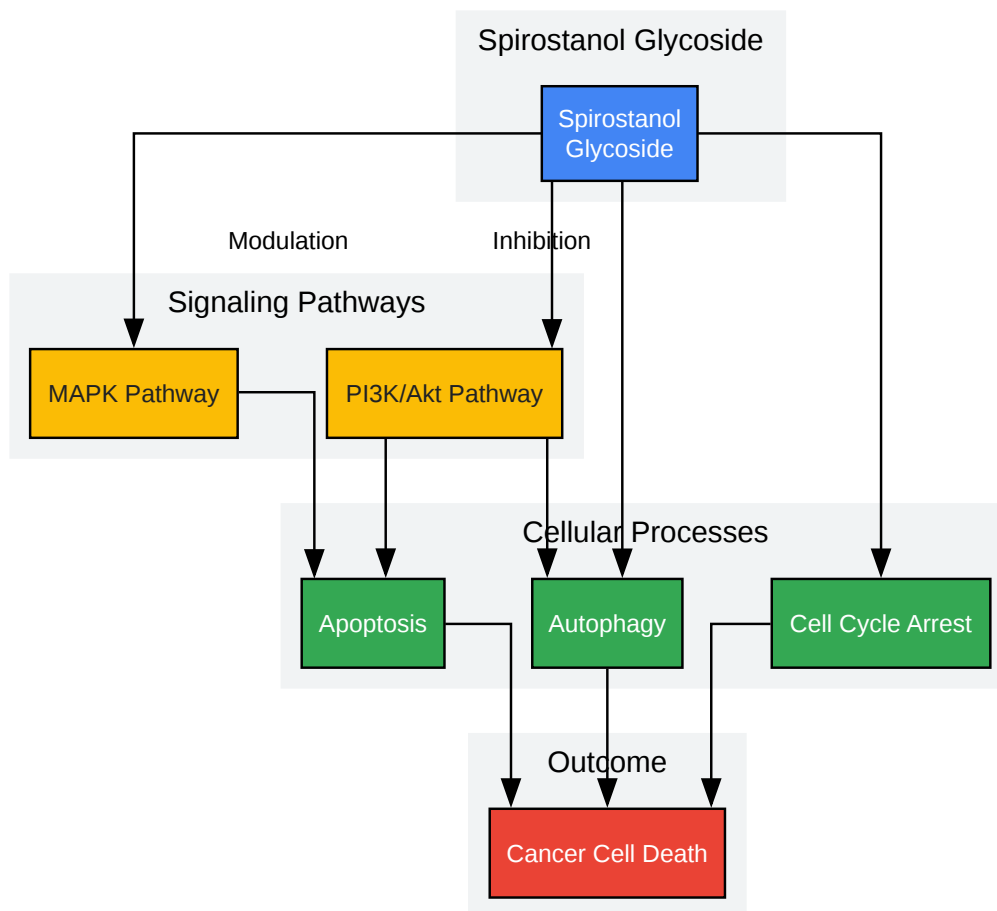 Spirostanol Glycoside
Spirostanol
Glycoside
Modulation
Inhibition
Signaling Pathways
MAPK Pathway
PI3K/Akt Pathway
Cellular Processes
Apoptosis
Autophagy
Cell Cycle Arrest
Outcome
Cancer Cell Death